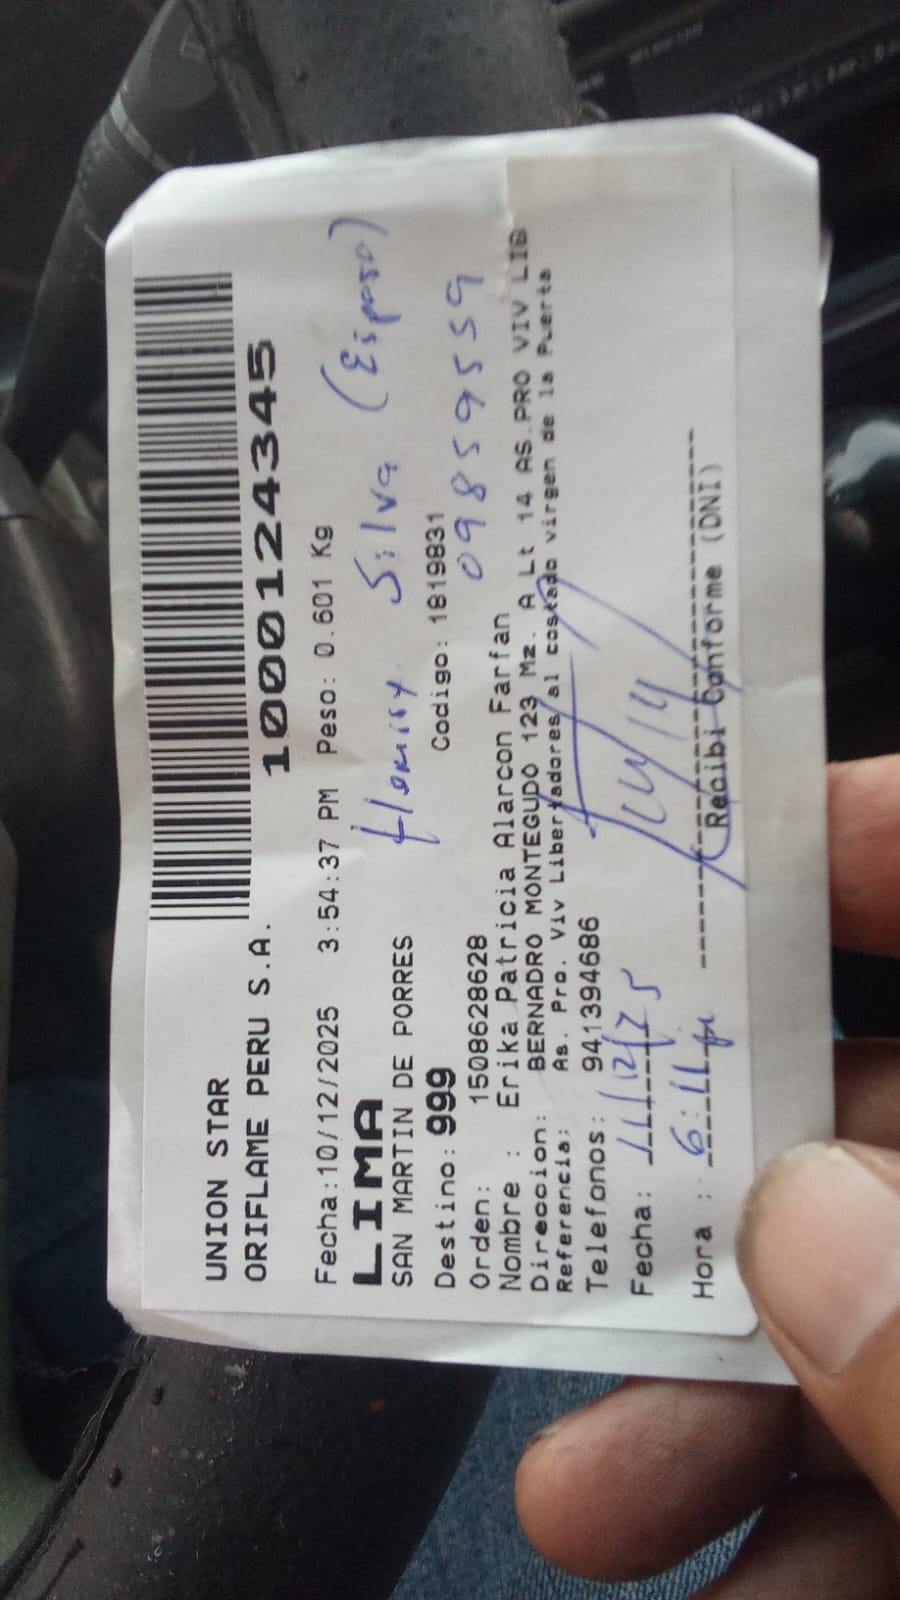 UNION STAR
ORIFLAME PERU S.A. 1000124345
Fecha:10/12/2025 3:54:37 PM Peso: 0.601 Kg
LIMA
Silva (Esposo)
SAN MARTIN DE PORRES
Destino: 999 Codigo: 1819831
09859559
Orden: 1508628628
Nombre : Erika Patricia Alarcon Farfan
Direccion: BERNADRO MONTEGUDO 123 Mz. A Lt 14 AS.PRO VIV LIB
Referencia: As. Pro. Viv Libertadores al costado virgen de la Puerta
Telefonos: 941394686
Fecha: 11/12/25
Hora : 6:11 pm Recibi Conforme (DNI)